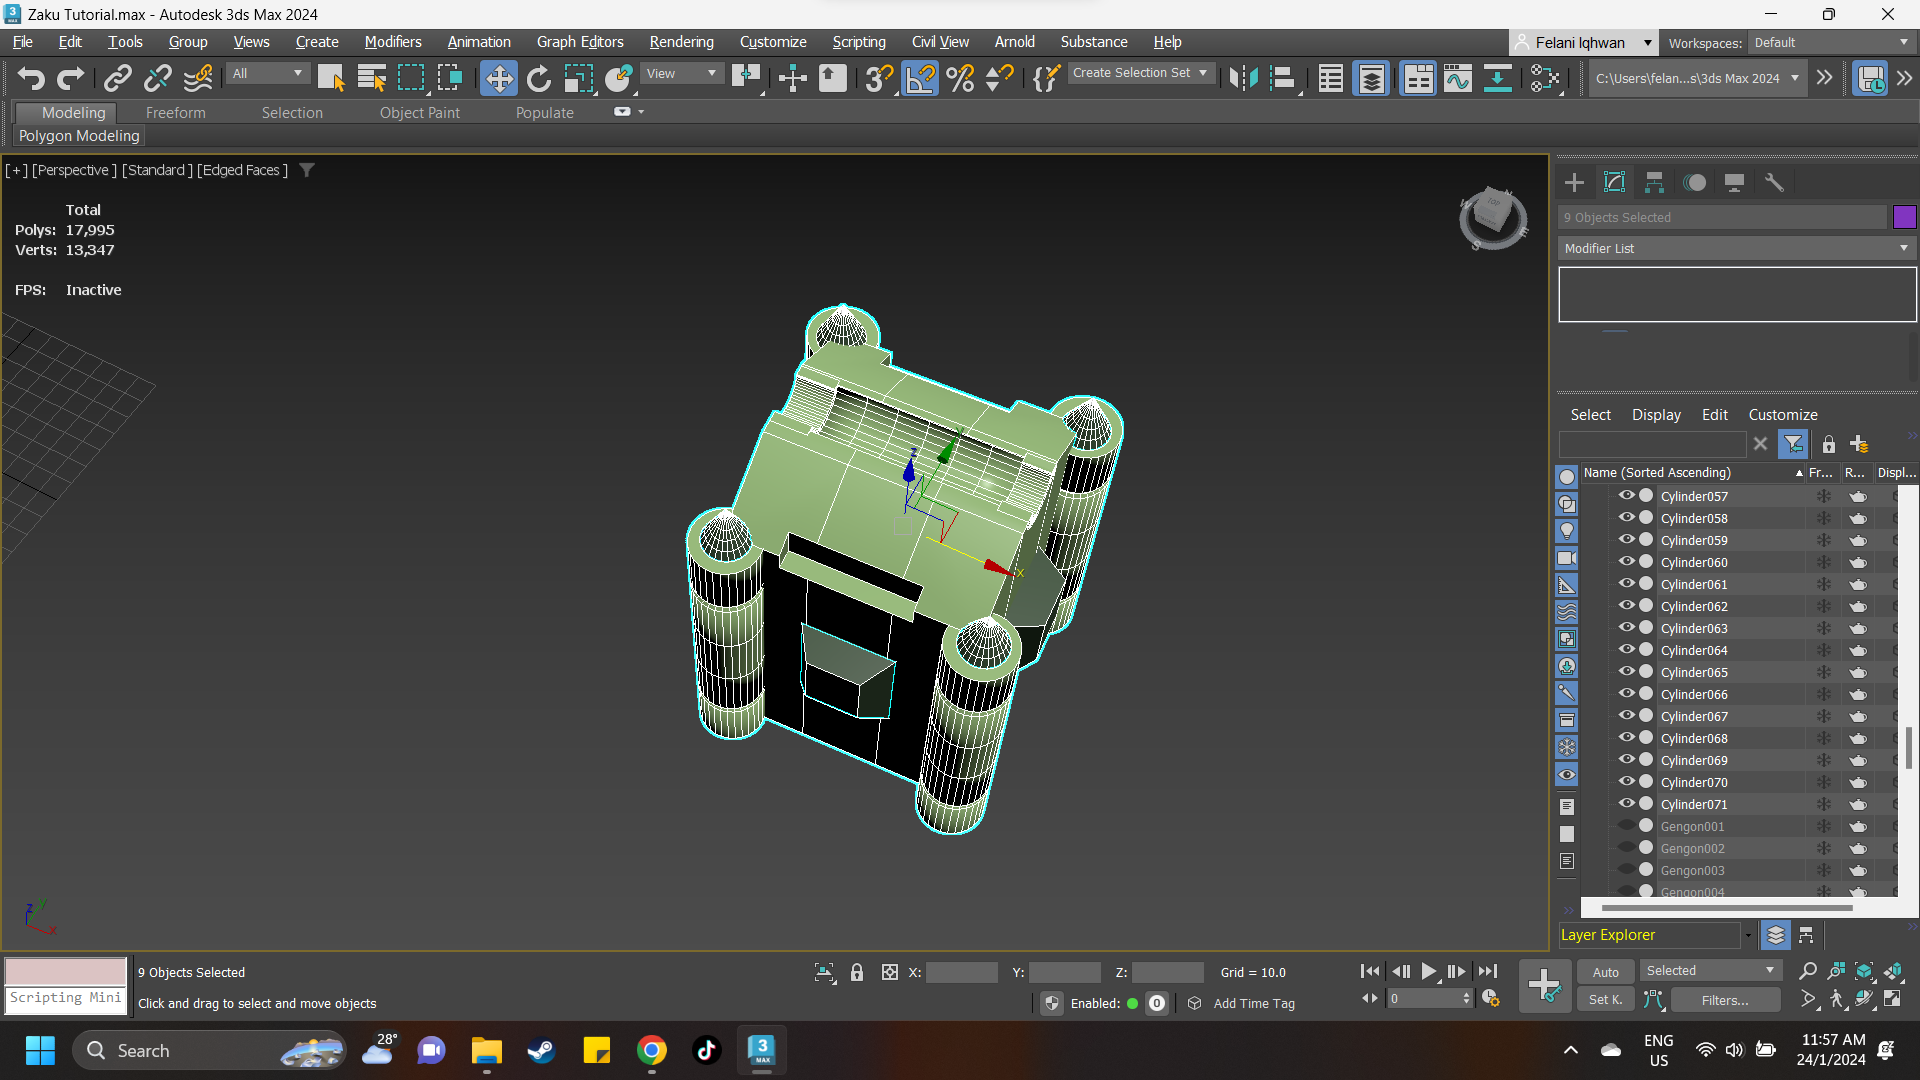 Zaku Tutorial.max - Autodesk 3ds Max 2024
File Edit Tools Group Views Create Modifiers Animation Graph Editors Rendering Customize Scripting Civil View Arnold Substance Help
Felani Iqhwan
Workspaces: Default
All
View
Create Selection Set
C:\Users\felan...s\3ds Max 2024
Modeling Freeform Selection Object Paint Populate
Polygon Modeling
[+] [Perspective ] [Standard ] [Edged Faces ]
Total
Polys: 17,995
Verts: 13,347
FPS: Inactive
TOP
W
S
E
z
y
x
z
y
x
9 Objects Selected
Modifier List
Select Display Edit Customize
Name (Sorted Ascending) Fr... R... Displ...
Cylinder057
Cylinder058
Cylinder059
Cylinder060
Cylinder061
Cylinder062
Cylinder063
Cylinder064
Cylinder065
Cylinder066
Cylinder067
Cylinder068
Cylinder069
Cylinder070
Cylinder071
Gengon001
Gengon002
Gengon003
Gengon004
Layer Explorer
Scripting Mini
9 Objects Selected
Click and drag to select and move objects
X: Y: Z: Grid = 10.0
Enabled: 0 Add Time Tag
0
Auto Selected
Set K. Filters...
Search
28°
3
MAX
ENG
US
11:57 AM
24/1/2024